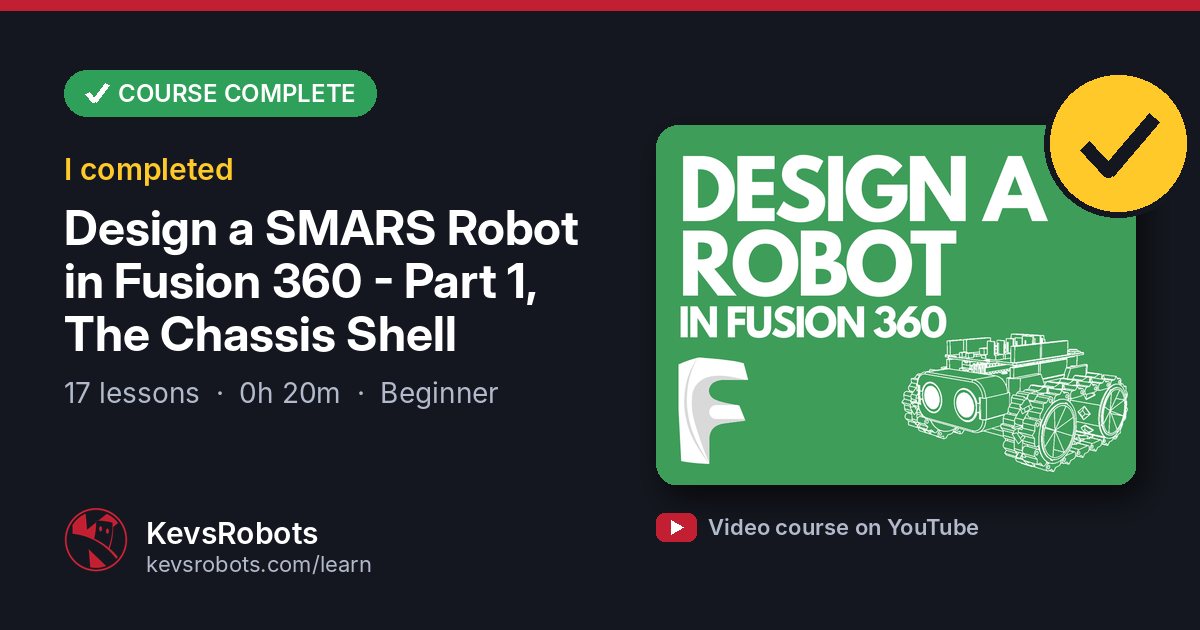 COURSE COMPLETE
I completed
Design a SMARS Robot
in Fusion 360 - Part 1,
The Chassis Shell
17 lessons · 0h 20m · Beginner
KevsRobots
kevsrobots.com/learn
DESIGN A
ROBOT
IN FUSION 360
F
Video course on YouTube